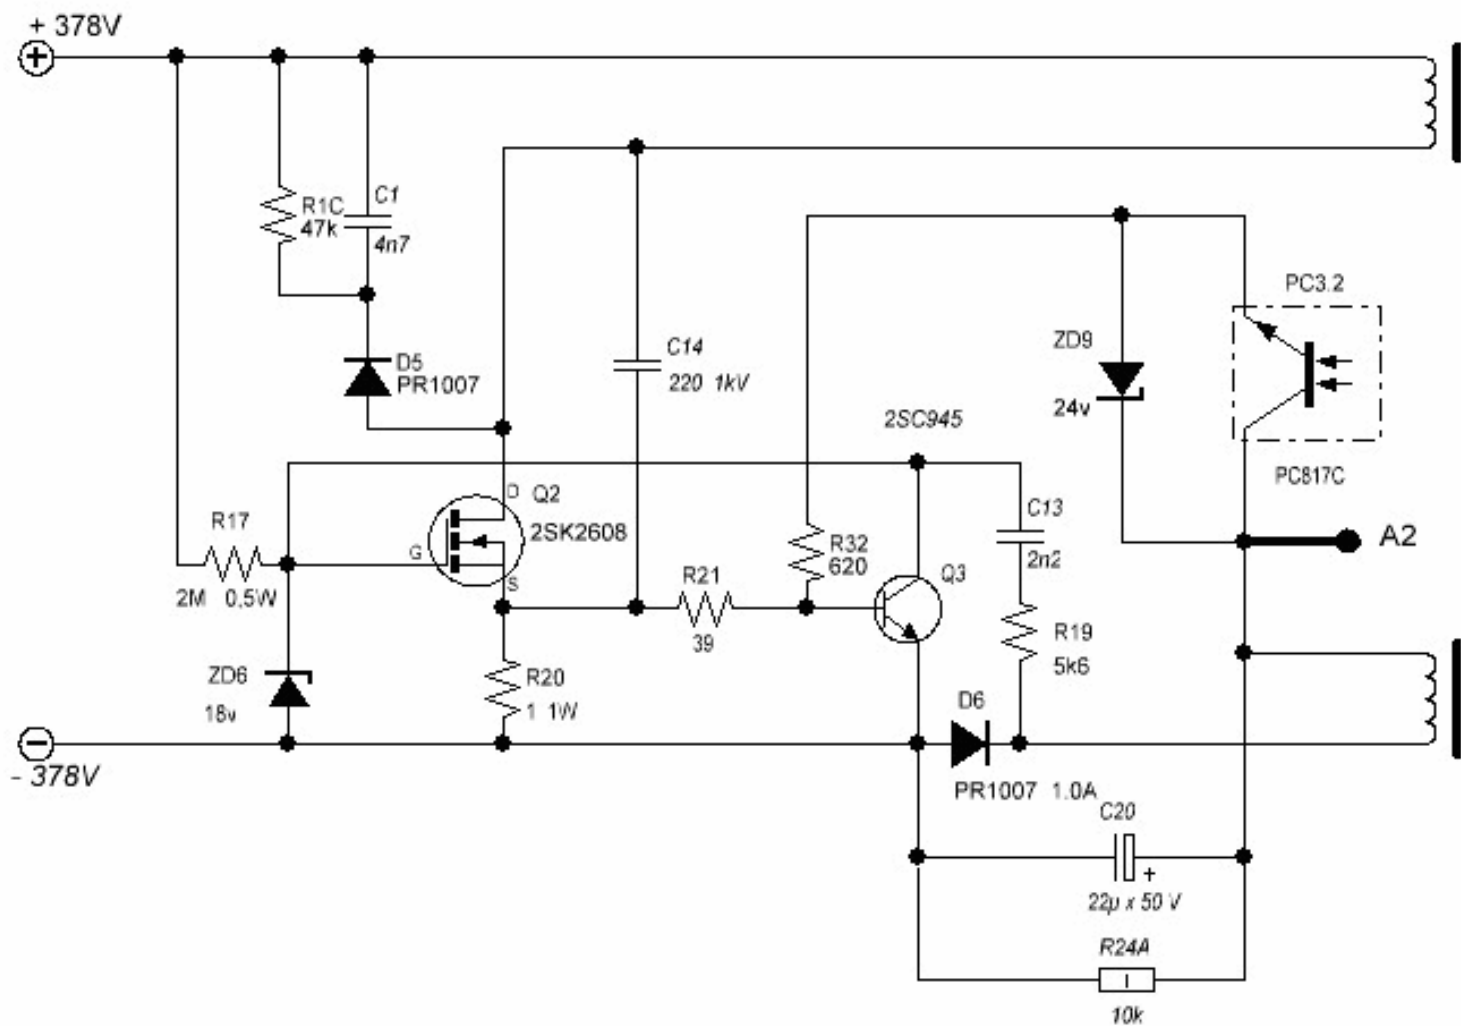 + 378V
R1C
47k
C1
4n7
PC3.2
D5
PR1007
C14
220 1kV
ZD9
24v
2SC945
PC817C
D
Q2
2SK2608
C13
2n2
A2
R17
G
S
2M 0,5W
R32
620
R21
39
Q3
R19
5k6
ZD6
18v
R20
1 1W
D6
- 378V
PR1007 1.0A
C20
+
22µ x 50 V
R24A
10k